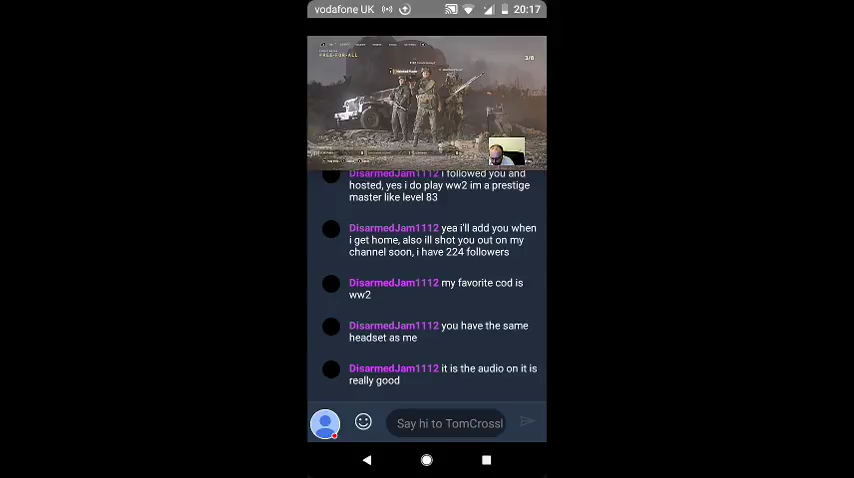 vodafone UK
20:17
FREE-FOR-ALL
3/8
DisarmedJam1112 i followed you and
hosted, yes i do play ww2 im a prestige
master like level 83
DisarmedJam1112 yea i'll add you when
i get home, also ill shot you out on my
channel soon, i have 224 followers
DisarmedJam1112 my favorite cod is
ww2
DisarmedJam1112 you have the same
headset as me
DisarmedJam1112 it is the audio on it is
really good
Say hi to TomCrossl